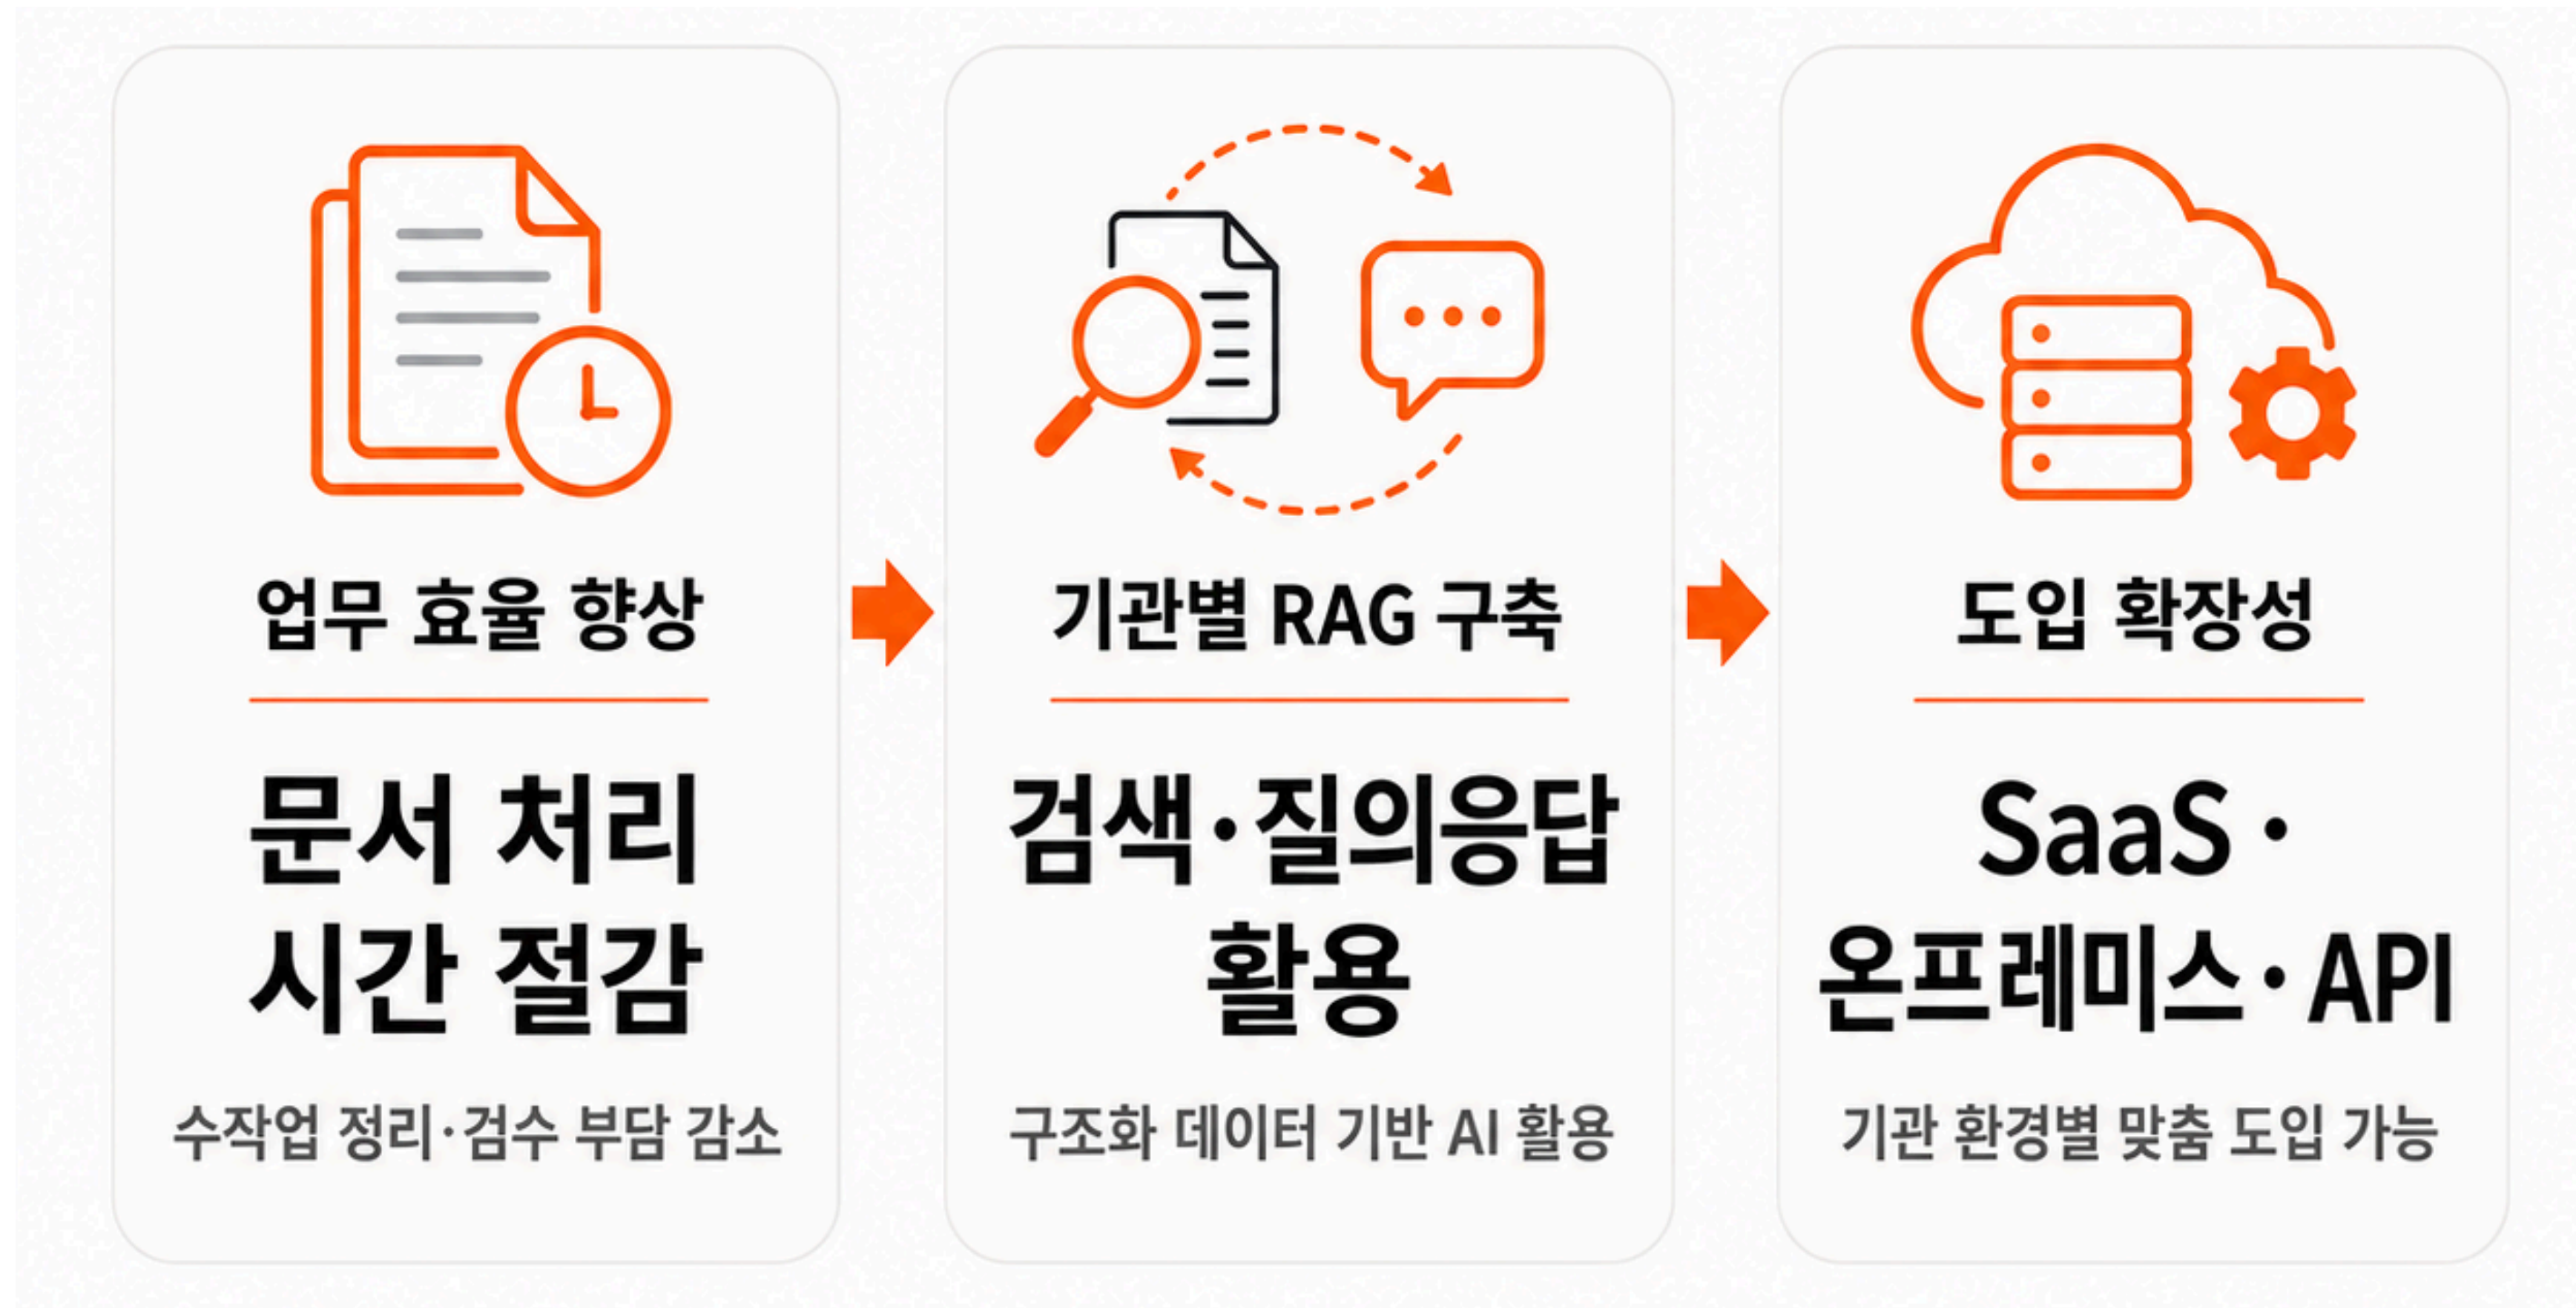 업무 효율 향상
문서 처리
시간 절감
수작업 정리·검수 부담 감소
기관별 RAG 구축
검색·질의응답
활용
구조화 데이터 기반 AI 활용
도입 확장성
SaaS·
온프레미스·API
기관 환경별 맞춤 도입 가능